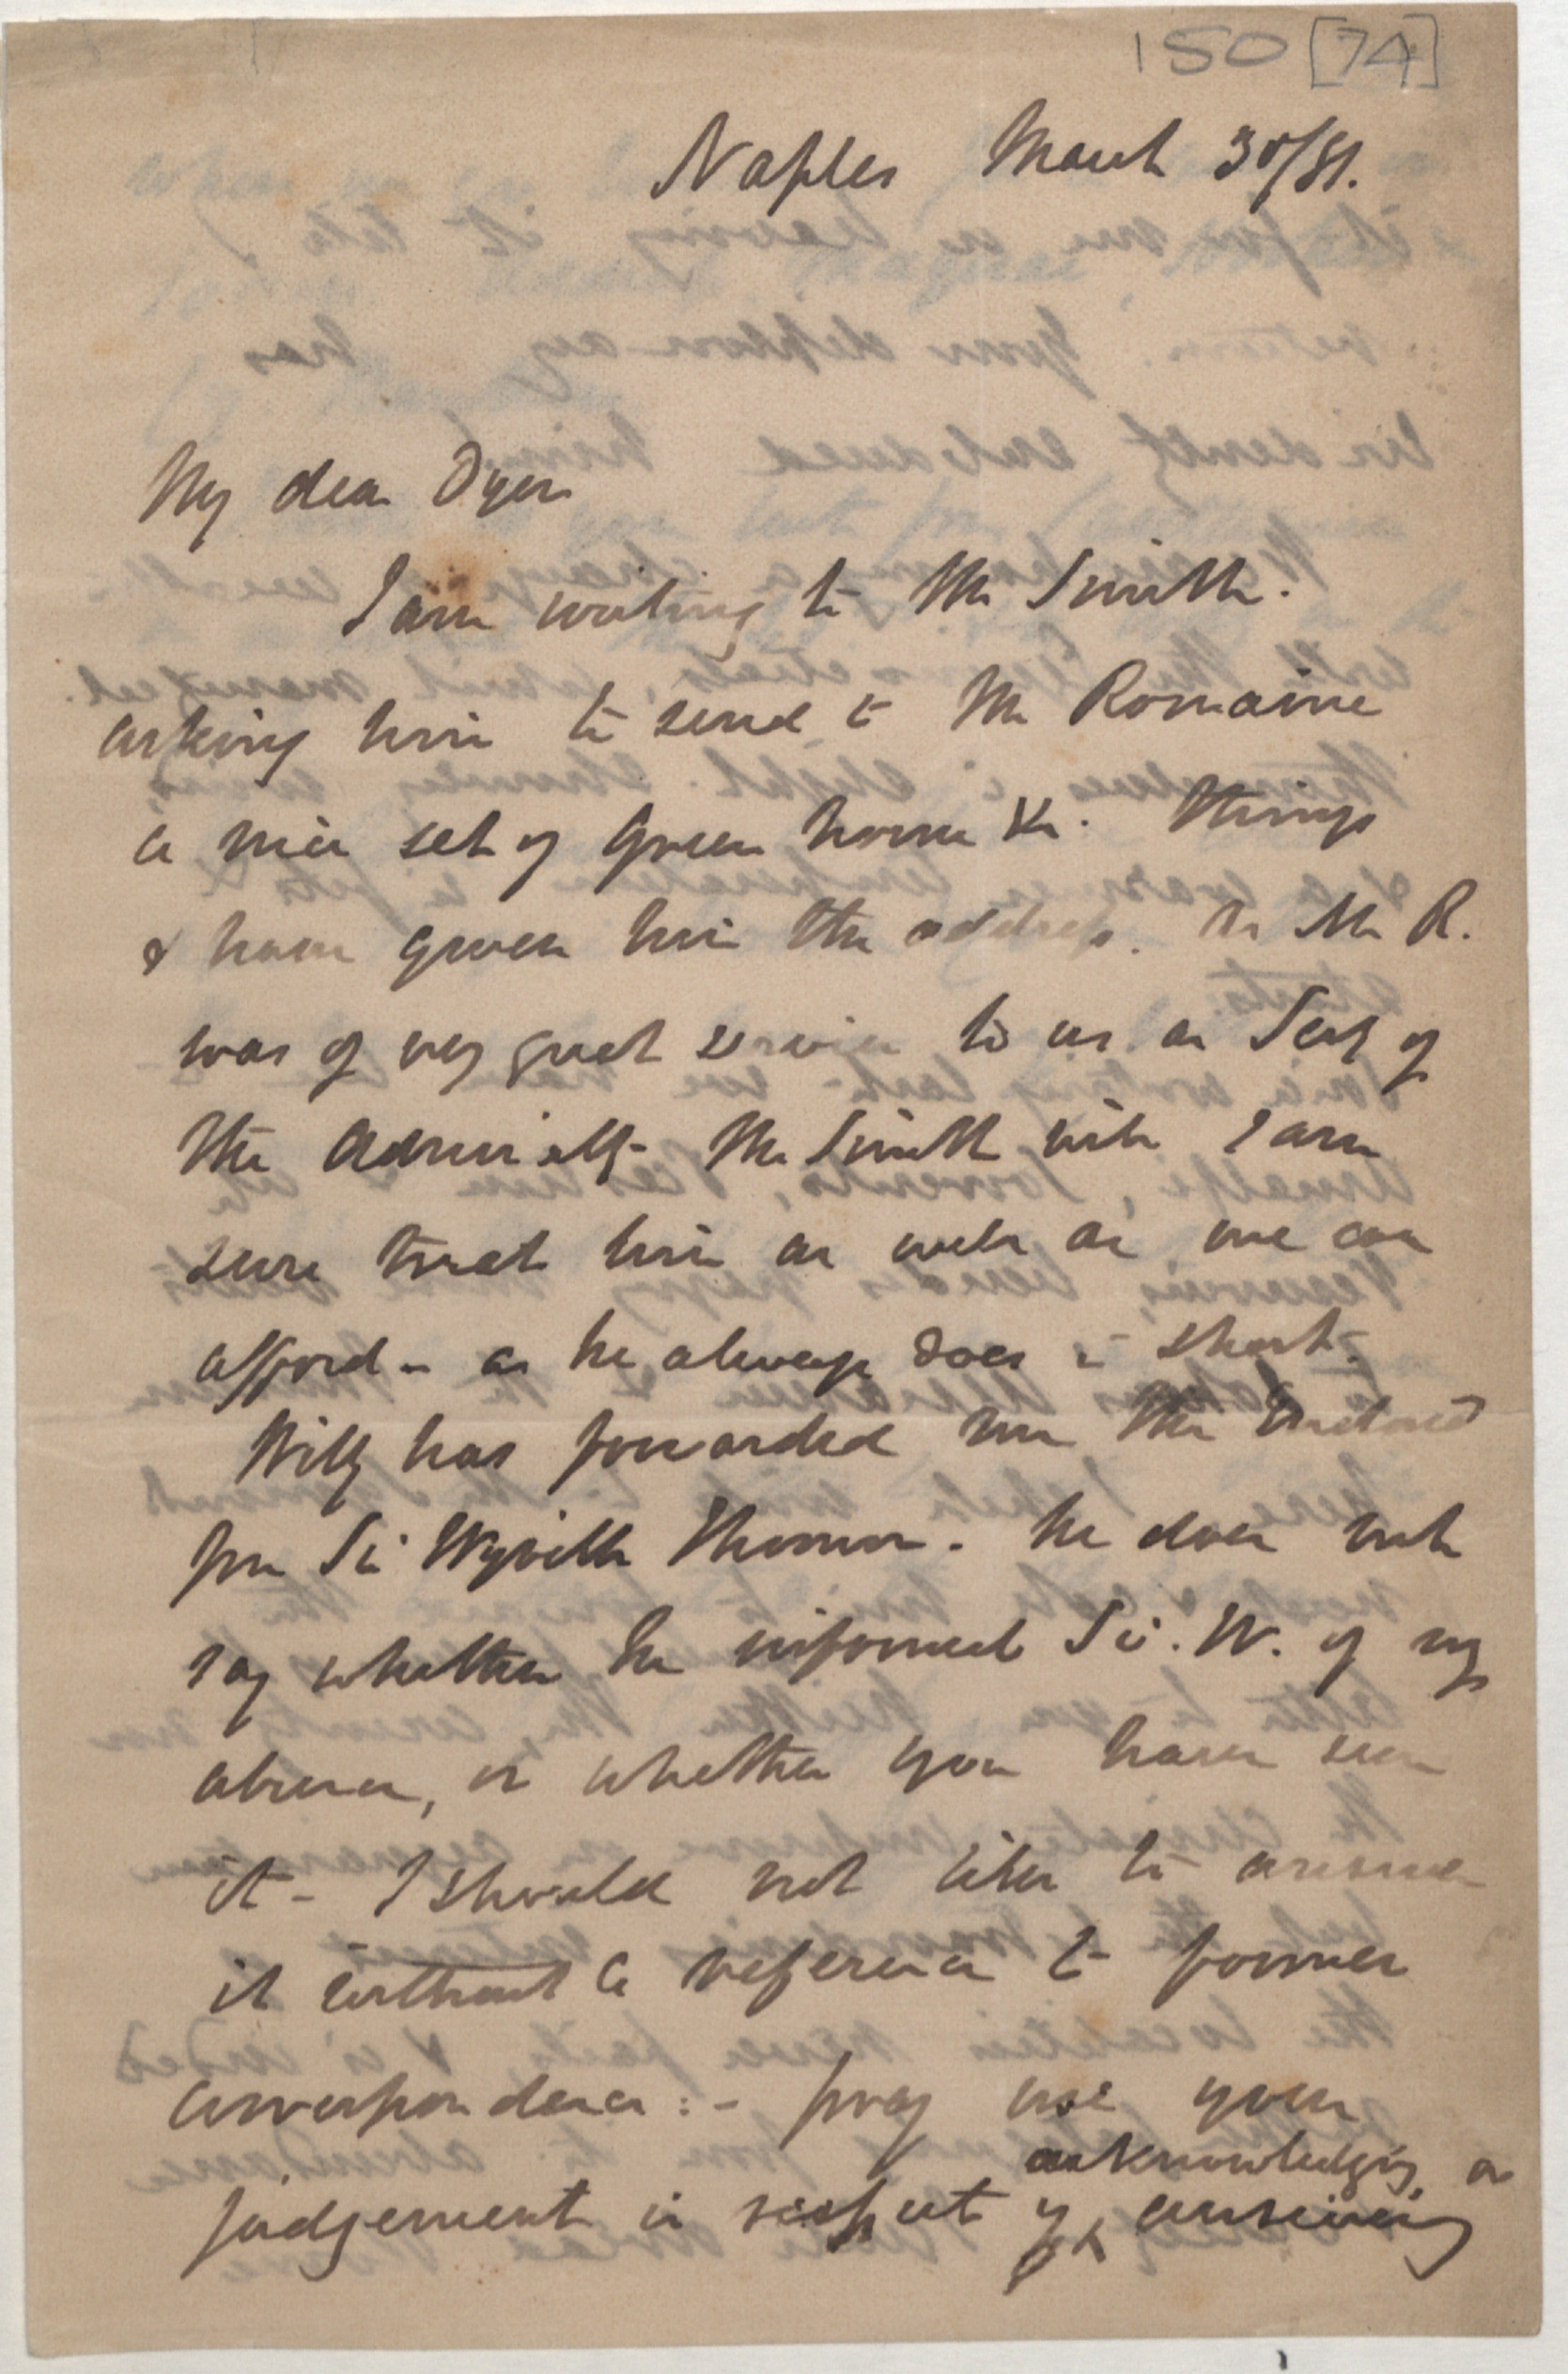 150 [74]
Naples March 30/81.
My dear Dyer
I am writing to Mr Smith.
asking him to send to Mr Romaine
a nice set of Green house &c. things
& have given him the address. As Mr R.
was of very great service to us as Secy of
the Admiralty Mr Smith will I am
sure treat him as well as we can
afford – as he always does in short.
Willy has forwarded me the enclosed
from Sir Wyville Thomson. he does not
say whether he informed Sir. W. of my
absence, or whether you have seen
it – I should not like to answer
it without a reference to former
correspondence : – pray use your
judgement in respect of acknowledging or
answering